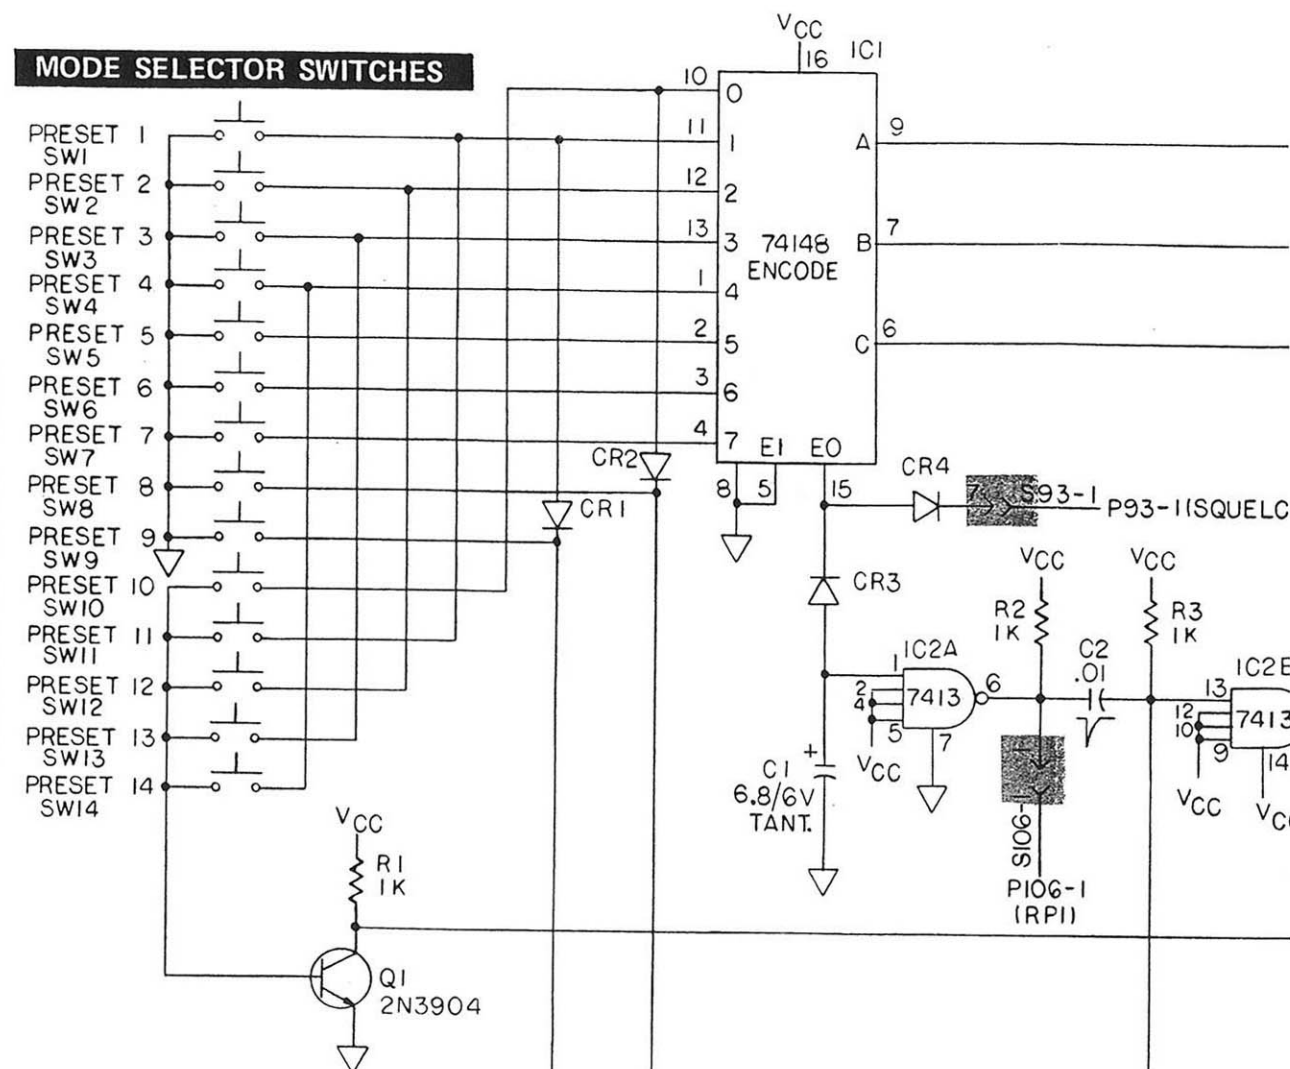 MODE SELECTOR SWITCHES
PRESET 1
SW1
PRESET 2
SW2
PRESET 3
SW3
PRESET 4
SW4
PRESET 5
SW5
PRESET 6
SW6
PRESET 7
SW7
PRESET 8
SW8
PRESET 9
SW9
PRESET 10
SW10
PRESET 11
SW11
PRESET 12
SW12
PRESET 13
SW13
PRESET 14
SW14
VCC
16
IC1
10
0
11
1
12
2
13
3
1
4
2
5
3
6
4
7
74148
ENCODE
A
9
B
7
C
6
EI
EO
8
5
15
CR2
CR1
CR4
7
S93-1
P93-1(SQUELC
CR3
VCC
R2
1K
VCC
R3
1K
C2
.01
IC2A
1
2
4
5
7413
6
7
VCC
C1
6.8/6V
TANT.
+
1
S106-
P106-1
(RP1)
IC2B
13
12
10
9
7413
14
VCC
VCC
VCC
R1
1K
Q1
2N3904